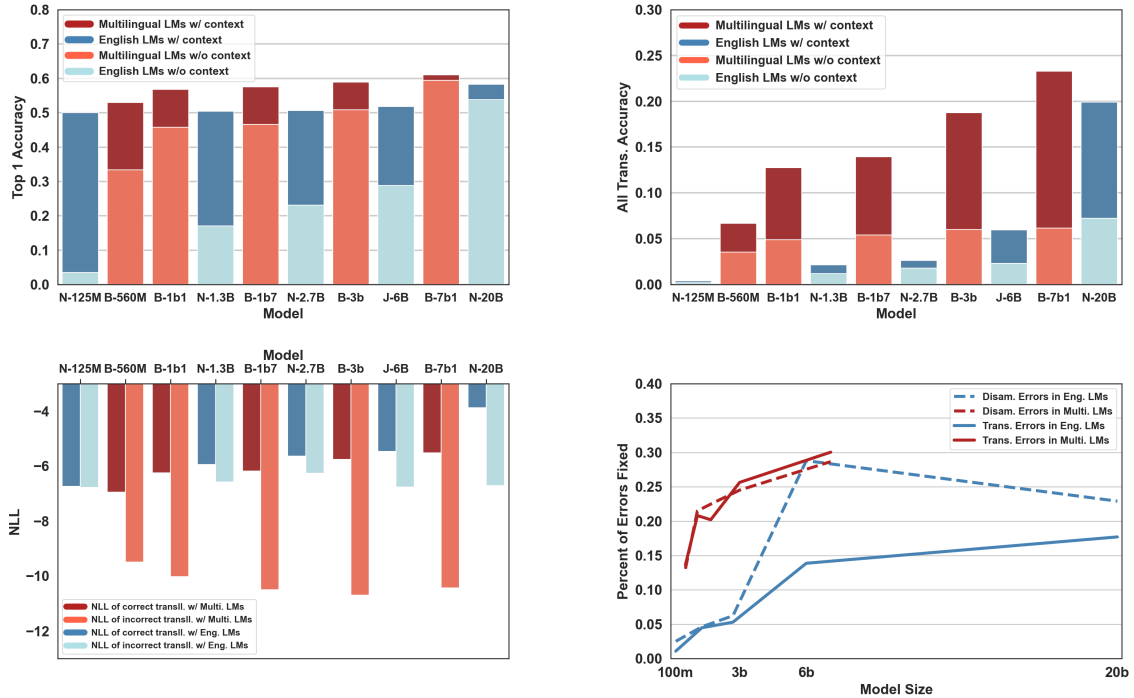 0.8
0.7
0.6
0.5
0.4
0.3
0.2
0.1
0.0
Top 1 Accuracy
Multilingual LMs w/ context
English LMs w/ context
Multilingual LMs w/o context
English LMs w/o context
N-125M B-560M B-1b1 N-1.3B B-1b7 N-2.7B B-3b J-6B B-7b1 N-20B
Model
0.30
0.25
0.20
0.15
0.10
0.05
0.00
All Trans. Accuracy
Multilingual LMs w/ context
English LMs w/ context
Multilingual LMs w/o context
English LMs w/o context
N-125M B-560M B-1b1 N-1.3B B-1b7 N-2.7B B-3b J-6B B-7b1 N-20B
Model
Model
N-125M B-560M B-1b1 N-1.3B B-1b7 N-2.7B B-3b J-6B B-7b1 N-20B
−4
−6
−8
−10
−12
NLL
NLL of correct transll. w/ Multi. LMs
NLL of incorrect transll. w/ Multi. LMs
NLL of correct transll. w/ Eng. LMs
NLL of incorrect transll. w/ Eng. LMs
0.40
0.35
0.30
0.25
0.20
0.15
0.10
0.05
0.00
Percent of Errors Fixed
Disam. Errors in Eng. LMs
Disam. Errors in Multi. LMs
Trans. Errors in Eng. LMs
Trans. Errors in Multi. LMs
100m 3b 6b 20b
Model Size